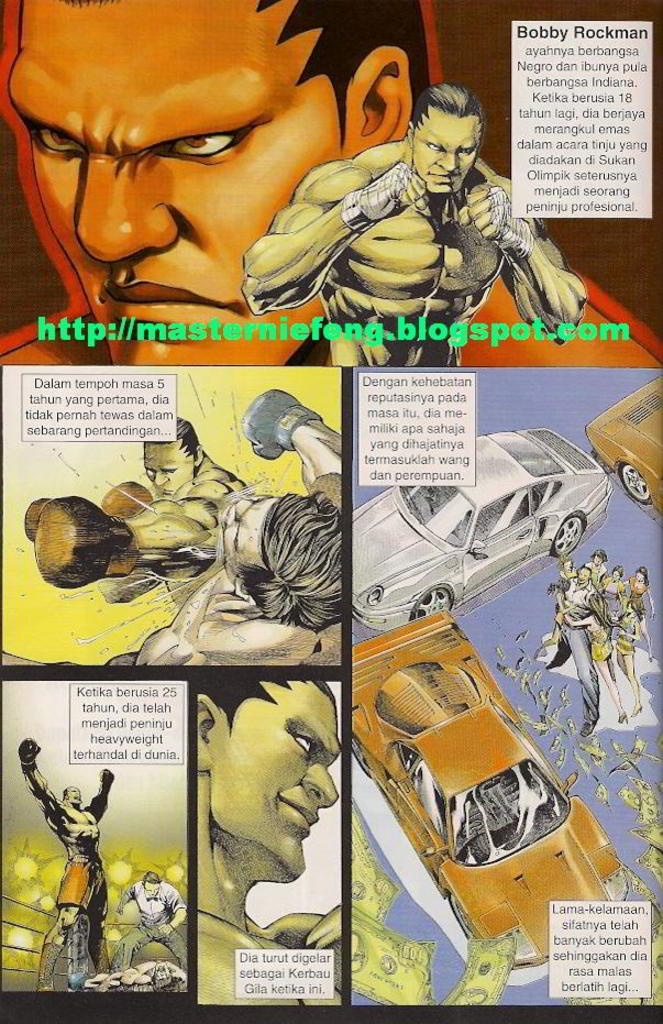 Bobby Rockman
ayahnya berbangsa
Negro dan ibunya pula
berbangsa Indiana.
Ketika berusia 18
tahun lagi, dia berjaya
merangkul emas
dalam acara tinju yang
diadakan di Sukan
Olimpik seterusnya
menjadi seorang
peninju profesional.
http://masterniefeng.blogspot.com
Dalam tempoh masa 5
tahun yang pertama, dia
tidak pernah tewas dalam
sebarang pertandingan...
Dengan kehebatan
reputasinya pada
masa itu, dia me-
miliki apa sahaja
yang dihajatinya
termasuklah wang
dan perempuan.
Ketika berusia 25
tahun, dia telah
menjadi peninju
heavyweight
terhandal di dunia.
Dia turut digelar
sebagai Kerbau
Gila ketika ini.
Lama-kelamaan,
sifatnya telah
banyak berubah
sehinggakan dia
rasa malas
berlatih lagi...